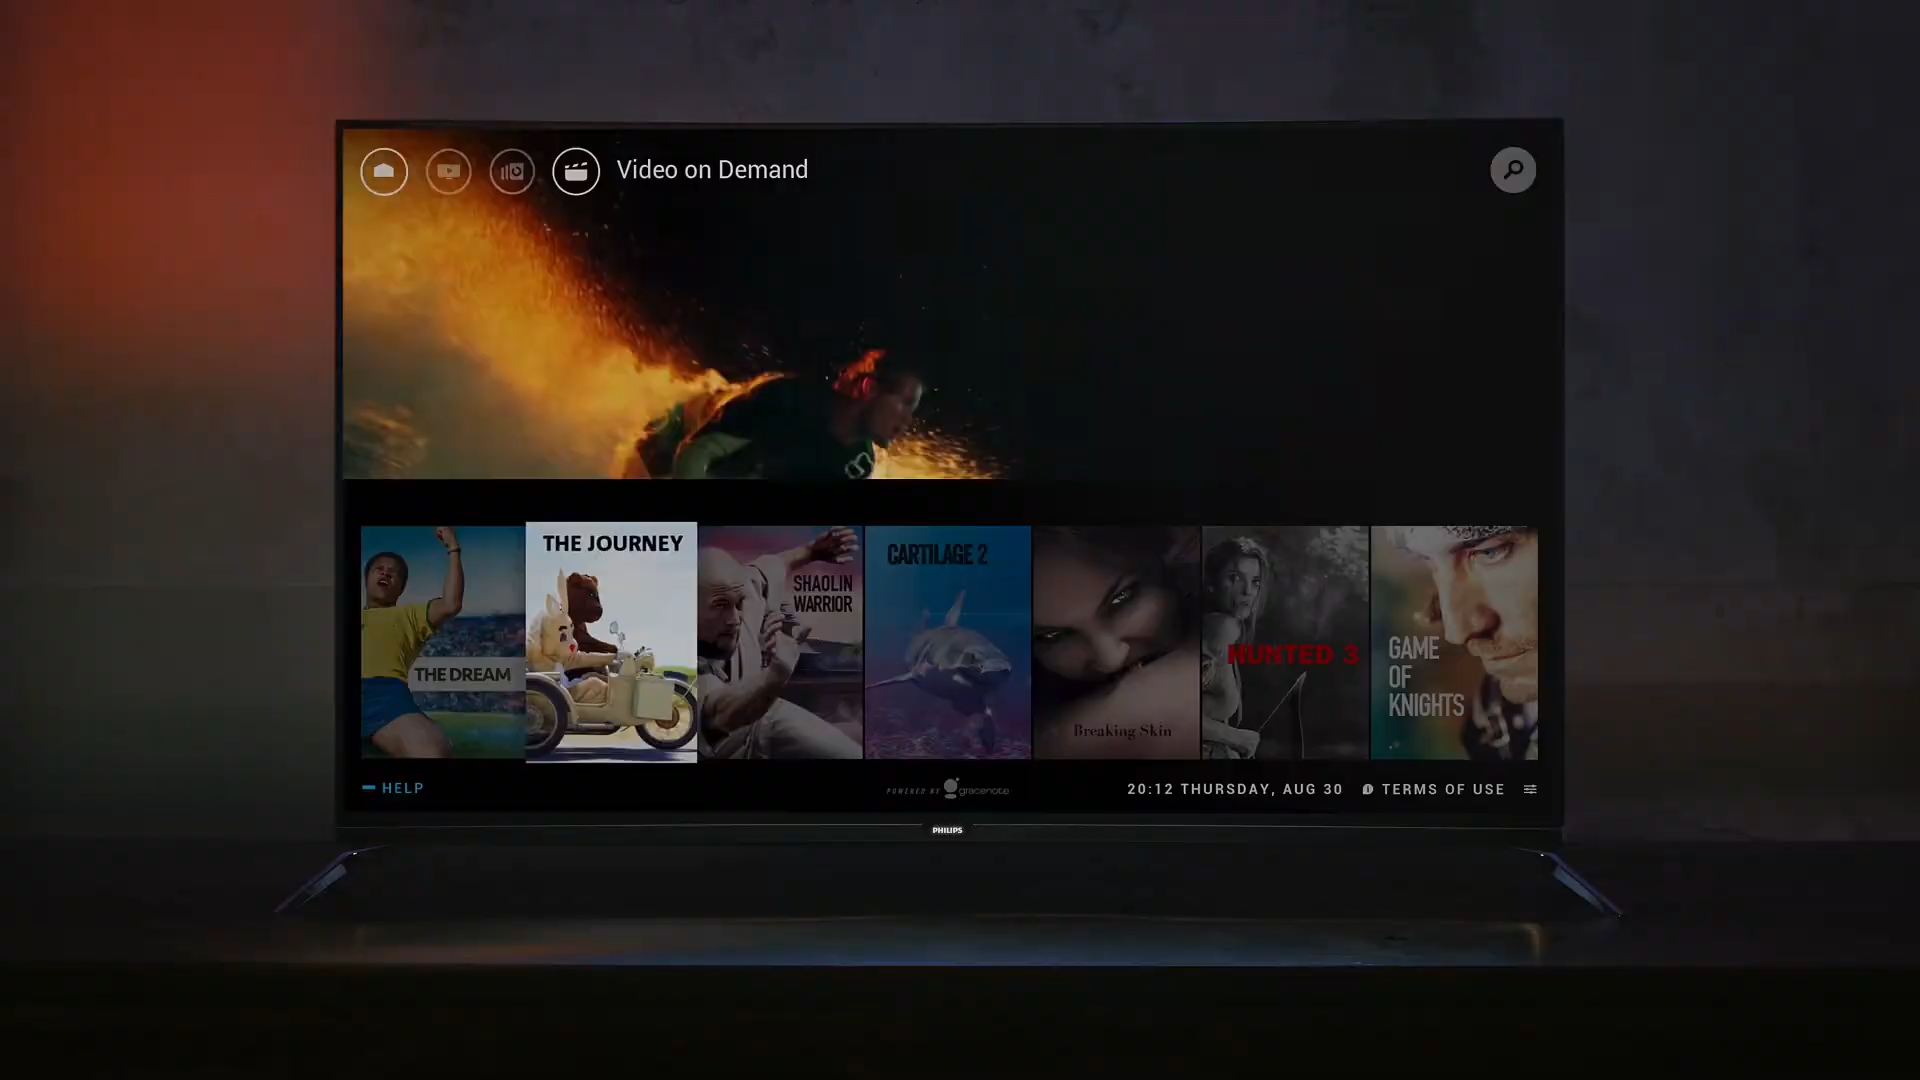 Video on Demand
THE DREAM
THE JOURNEY
SHAOLIN
WARRIOR
CARTILAGE 2
Breaking Skin
HUNTED 3
GAME
OF
KNIGHTS
HELP
POWERED BY gracenote
20:12 THURSDAY, AUG 30
TERMS OF USE
PHILIPS